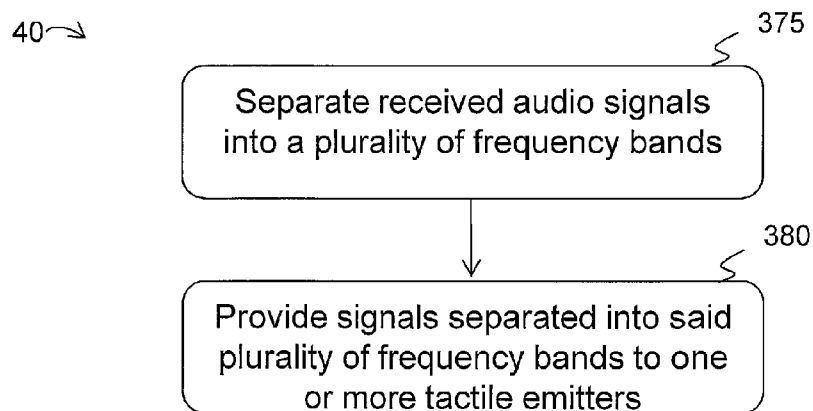 40
375
Separate received audio signals
into a plurality of frequency bands
380
Provide signals separated into said
plurality of frequency bands to one
or more tactile emitters